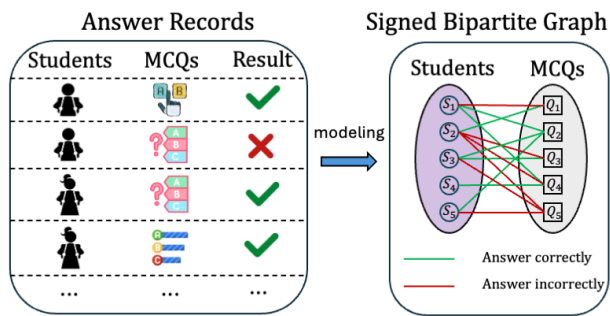 Answer Records
Students MCQs Result
A B
? A
B
C
? A
B
C
A
B
C
... ... ...
modeling
Signed Bipartite Graph
Students MCQs
S1 Q1
S2 Q2
S3 Q3
S4 Q4
S5 Q5
Answer correctly
Answer incorrectly